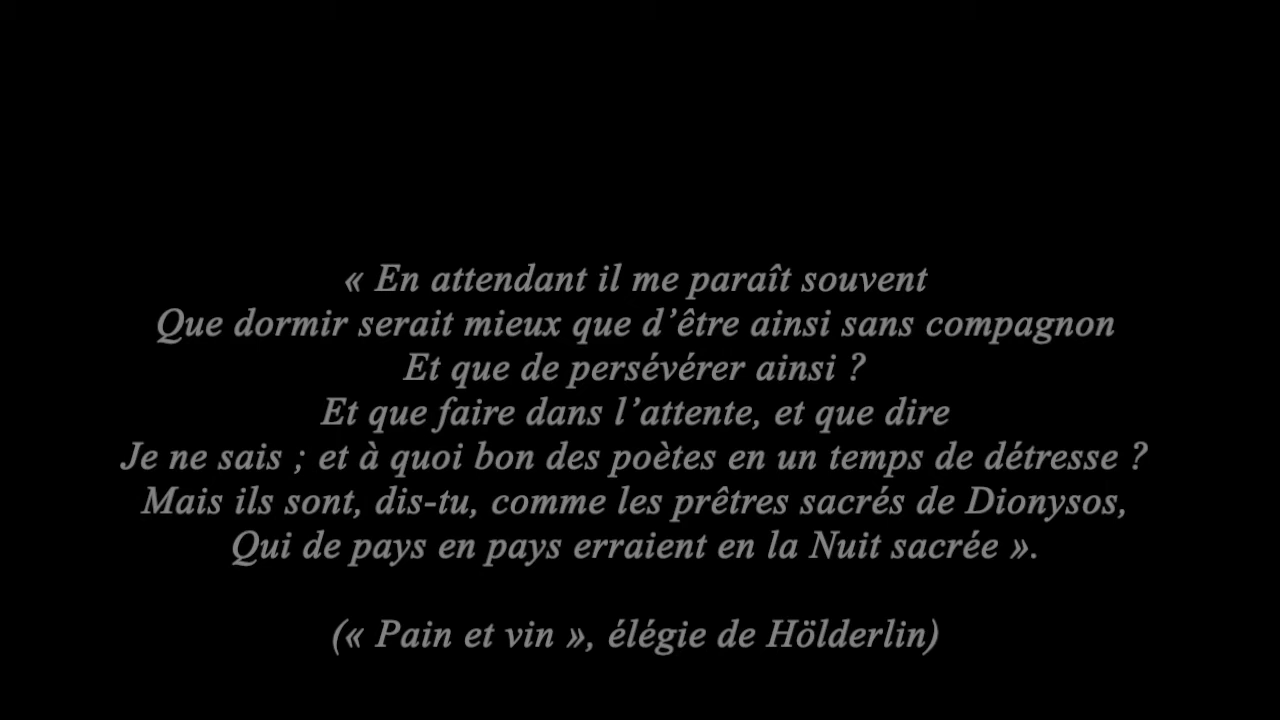 « En attendant il me paraît souvent
Que dormir serait mieux que d’être ainsi sans compagnon
Et que de persévérer ainsi ?
Et que faire dans l’attente, et que dire
Je ne sais ; et à quoi bon des poètes en un temps de détresse ?
Mais ils sont, dis-tu, comme les prêtres sacrés de Dionysos,
Qui de pays en pays erraient en la Nuit sacrée ».
(« Pain et vin », élégie de Hölderlin)